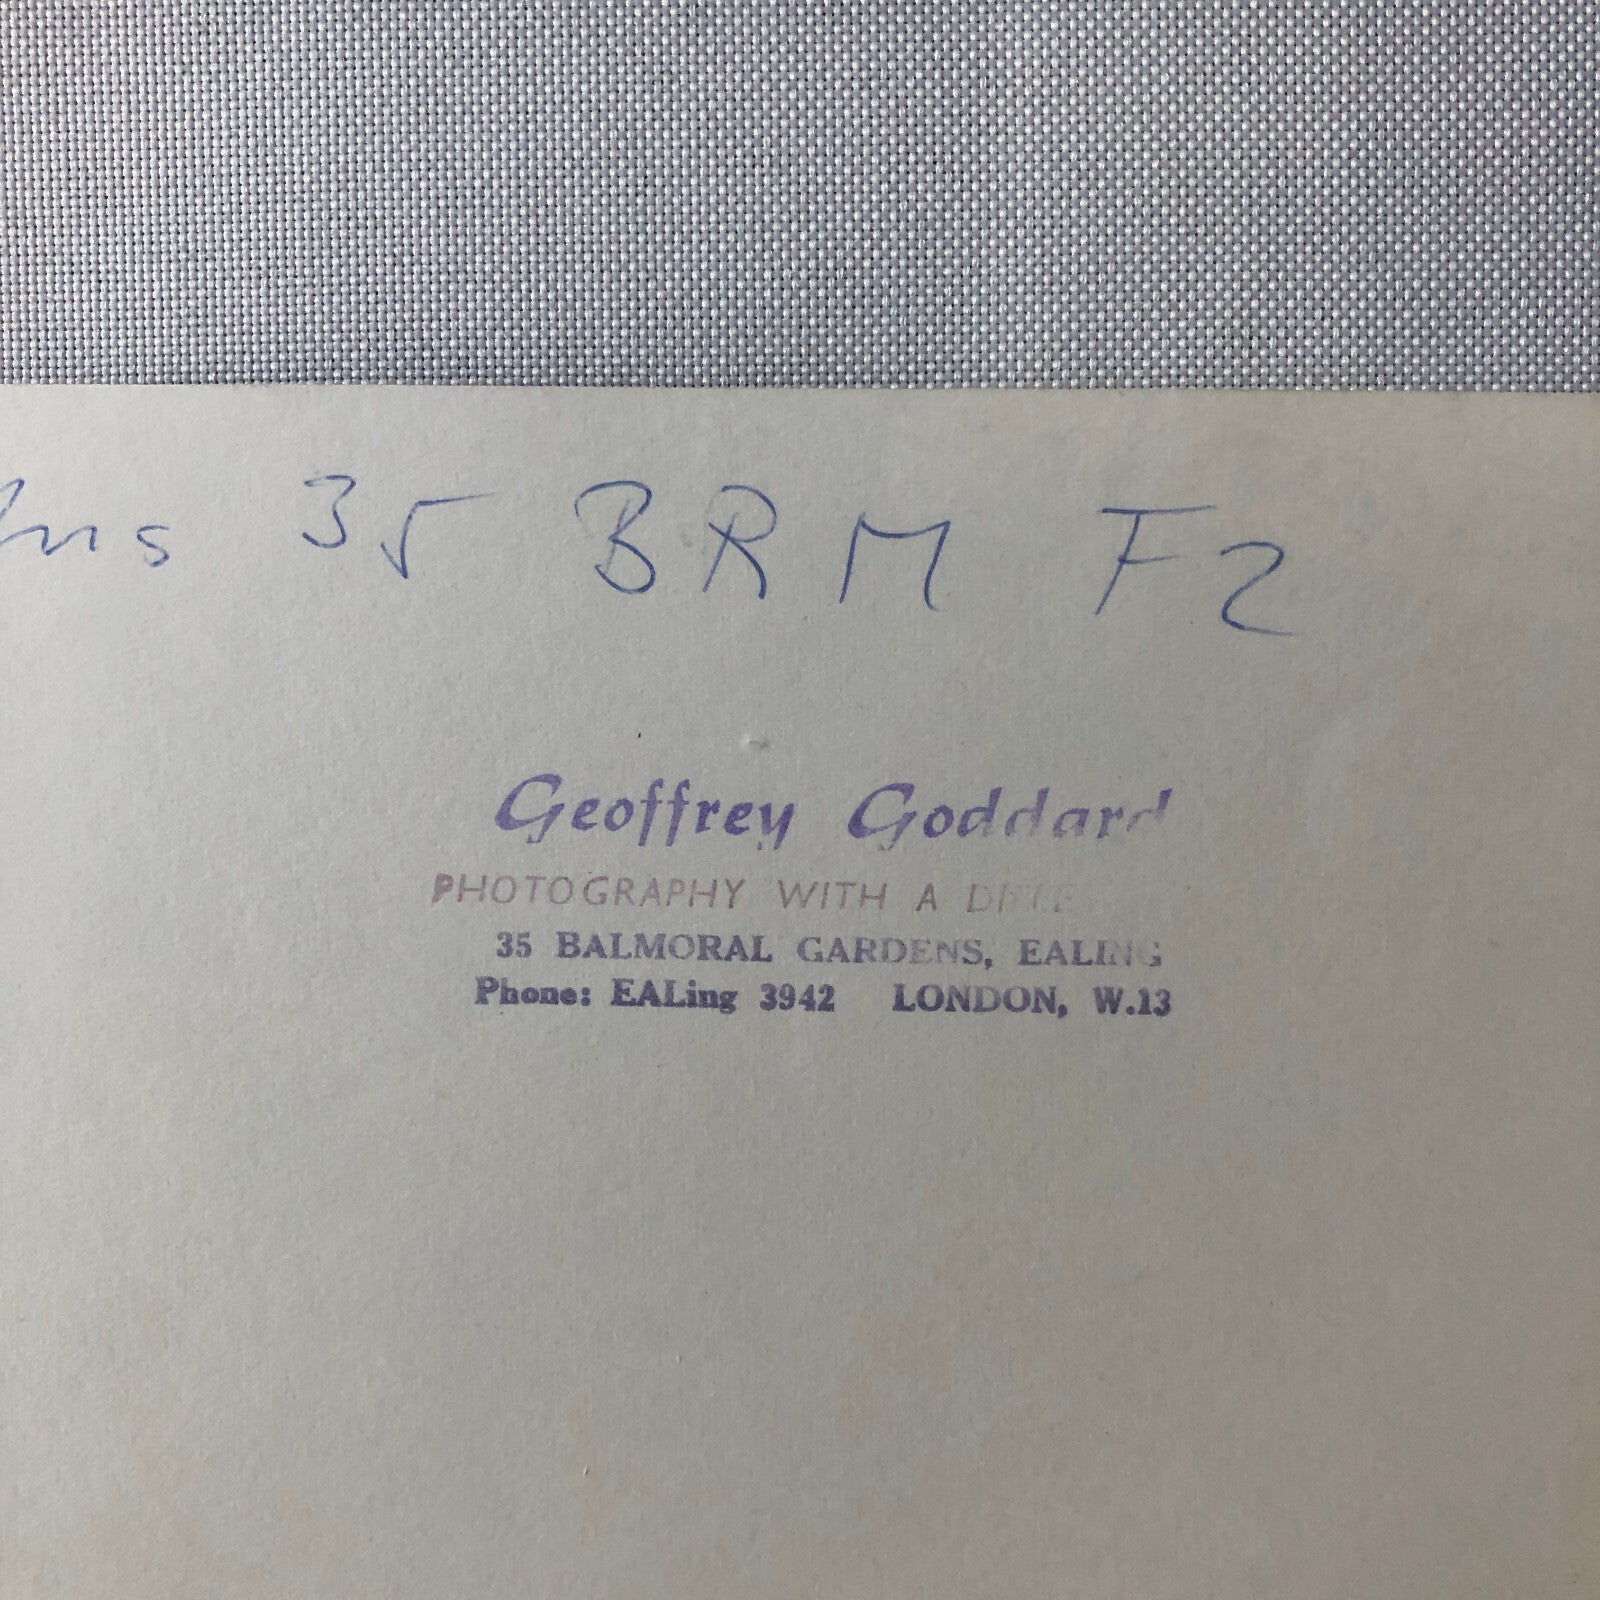 35 BRM F2
Geoffrey Goddard
PHOTOGRAPHY WITH A
35 BALMORAL GARDENS, EALING
Phone: EALing 3942 LONDON, W.13